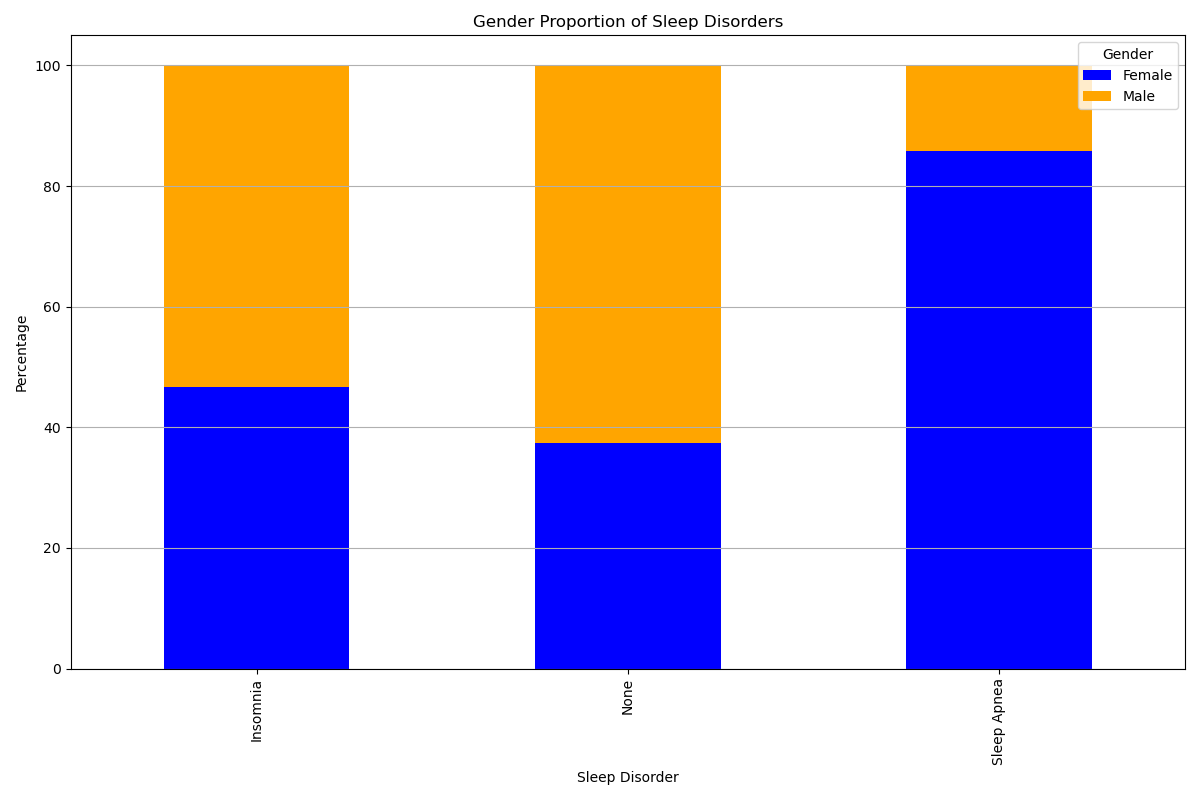 Gender Proportion of Sleep Disorders
Gender
Female
Male
Percentage
100
80
60
40
20
0
Insomnia
None
Sleep Apnea
Sleep Disorder